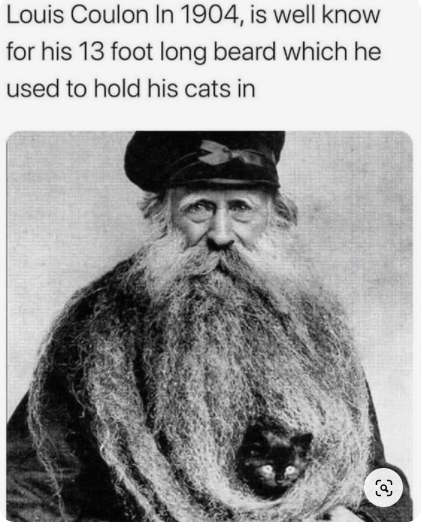 Louis Coulon In 1904, is well know
for his 13 foot long beard which he
used to hold his cats in